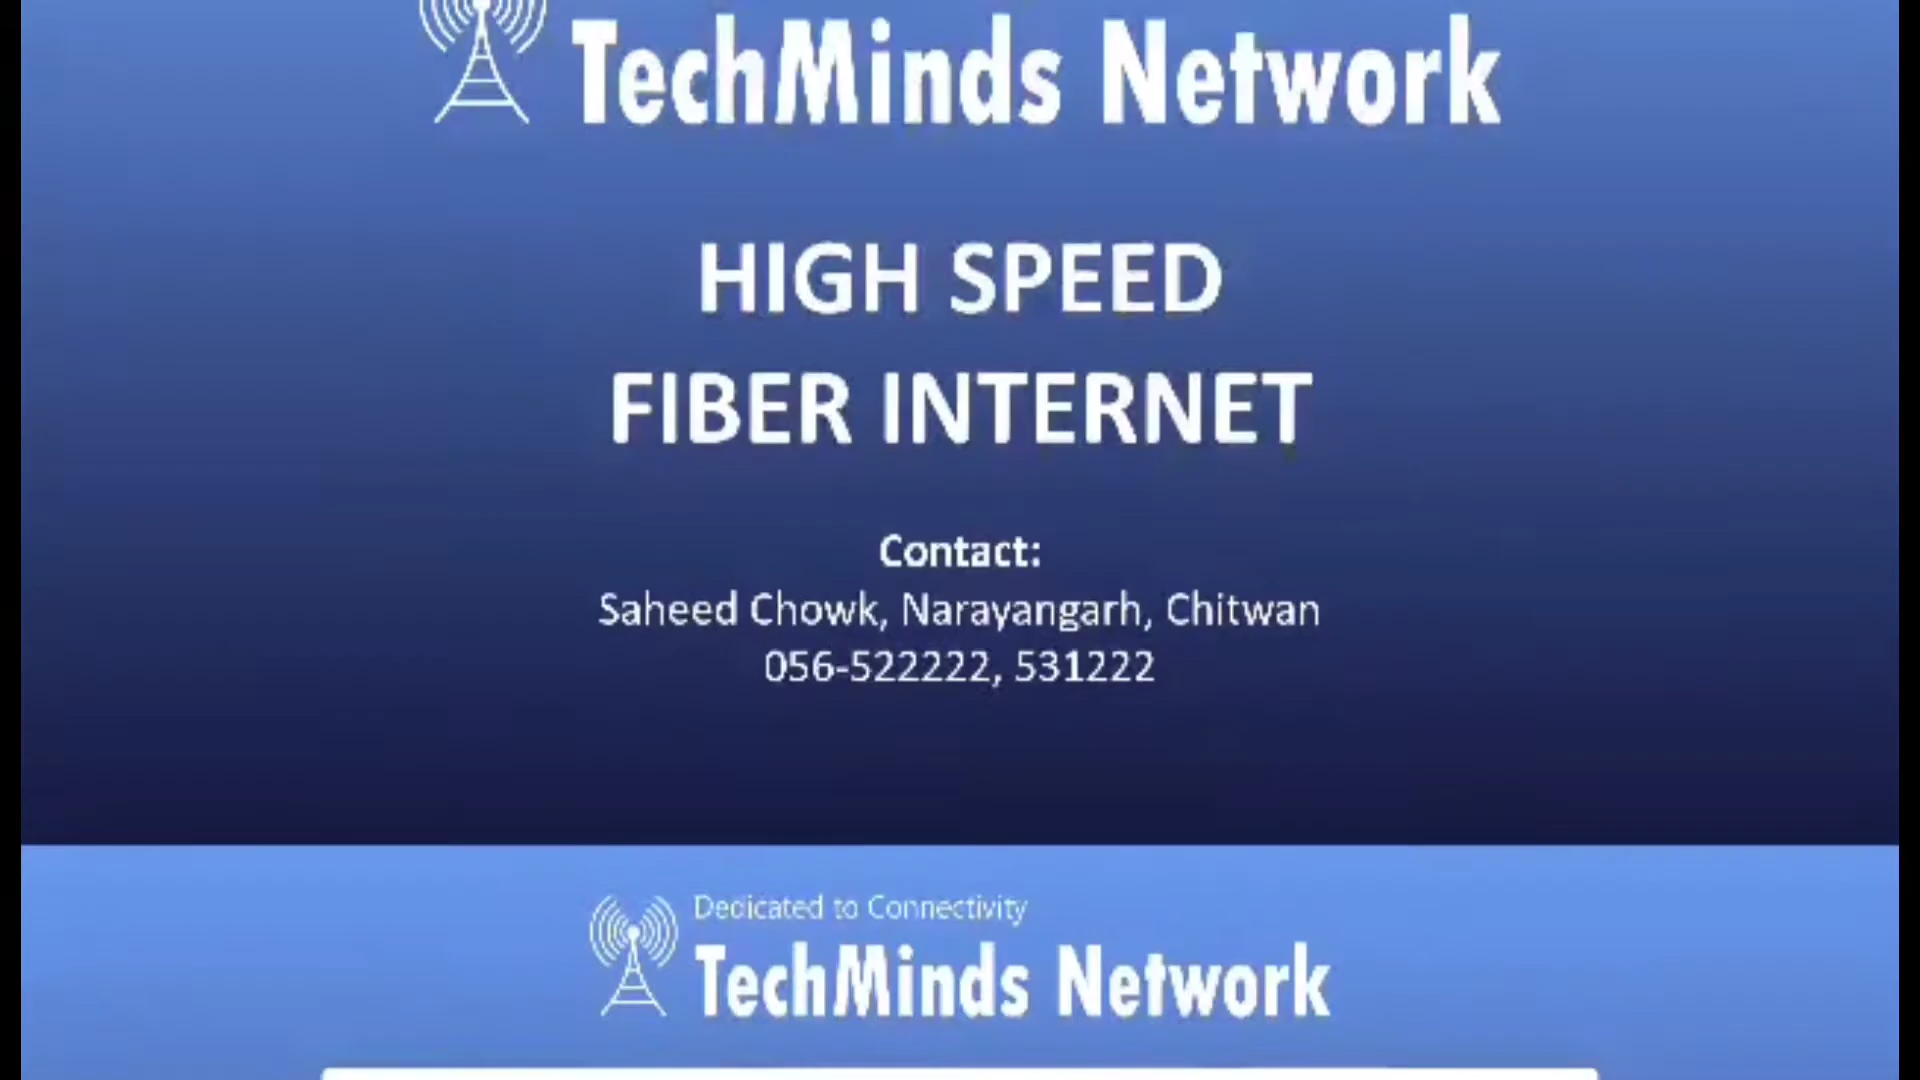 TechMinds Network
HIGH SPEED
FIBER INTERNET
Contact:
Saheed Chowk, Narayangarh, Chitwan
056-522222, 531222
Dedicated to Connectivity
TechMinds Network